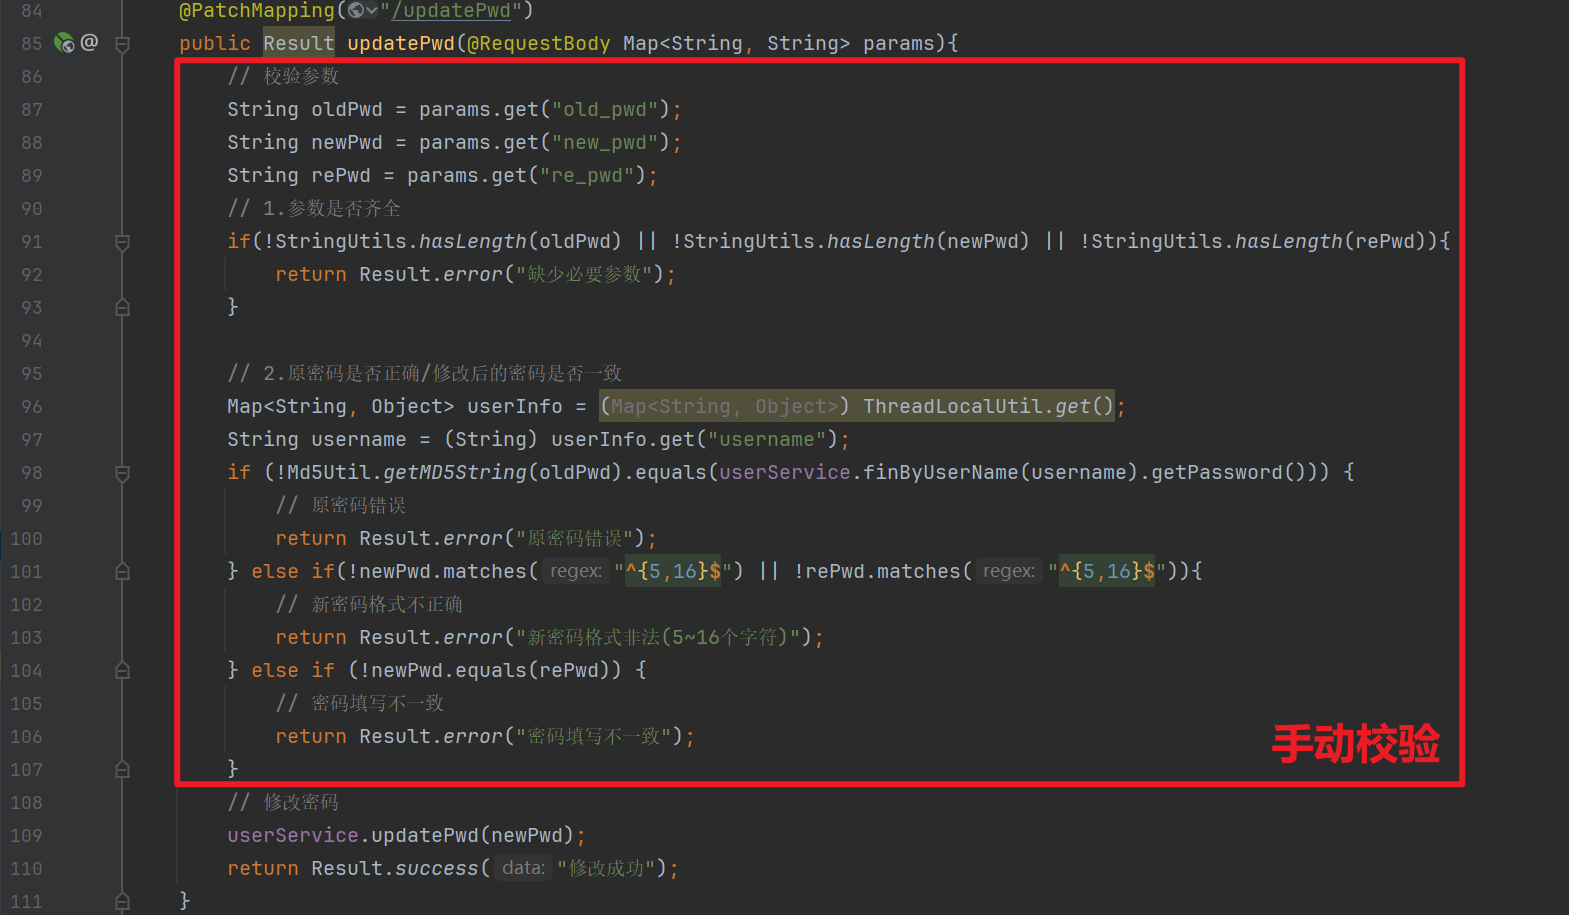 84 @PatchMapping("/updatePwd")
85 @ public Result updatePwd(@RequestBody Map<String, String> params){
86 // 校验参数
87 String oldPwd = params.get("old_pwd");
88 String newPwd = params.get("new_pwd");
89 String rePwd = params.get("re_pwd");
90 // 1.参数是否齐全
91 if(!StringUtils.hasLength(oldPwd) || !StringUtils.hasLength(newPwd) || !StringUtils.hasLength(rePwd)){
92 return Result.error("缺少必要参数");
93 }
94
95 // 2.原密码是否正确/修改后的密码是否一致
96 Map<String, Object> userInfo = (Map<String, Object>) ThreadLocalUtil.get();
97 String username = (String) userInfo.get("username");
98 if (!Md5Util.getMD5String(oldPwd).equals(userService.finByUserName(username).getPassword())) {
99 // 原密码错误
100 return Result.error("原密码错误");
101 } else if(!newPwd.matches( regex: "^{5,16}$") || !rePwd.matches( regex: "^{5,16}$")){
102 // 新密码格式不正确
103 return Result.error("新密码格式非法(5~16个字符)");
104 } else if (!newPwd.equals(rePwd)) {
105 // 密码填写不一致
106 return Result.error("密码填写不一致");
手动校验
107 }
108 // 修改密码
109 userService.updatePwd(newPwd);
110 return Result.success( data: "修改成功");
111 }